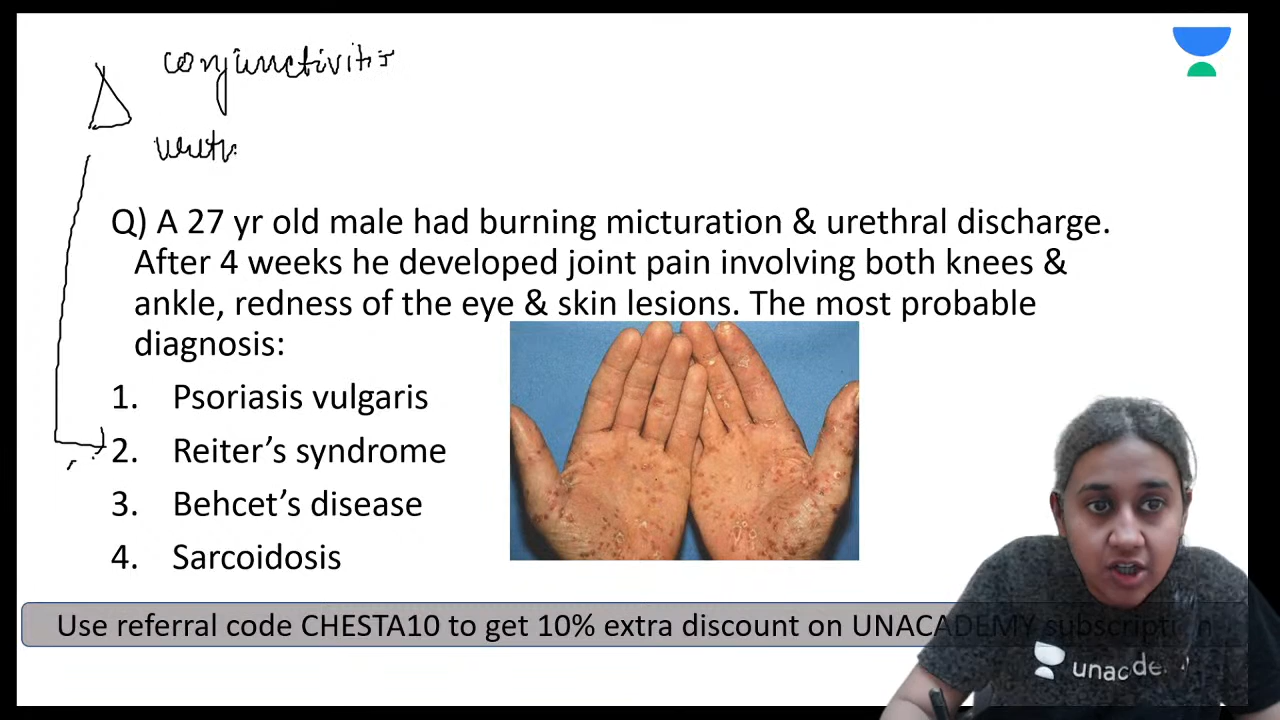 conjunctivitis
Q) A 27 yr old male had burning micturation & urethral discharge.
After 4 weeks he developed joint pain involving both knees &
ankle, redness of the eye & skin lesions. The most probable
diagnosis:
1. Psoriasis vulgaris
2. Reiter's syndrome
3. Behcet's disease
4. Sarcoidosis
Use referral code CHESTA10 to get 10% extra discount on UNACADEMY subscription